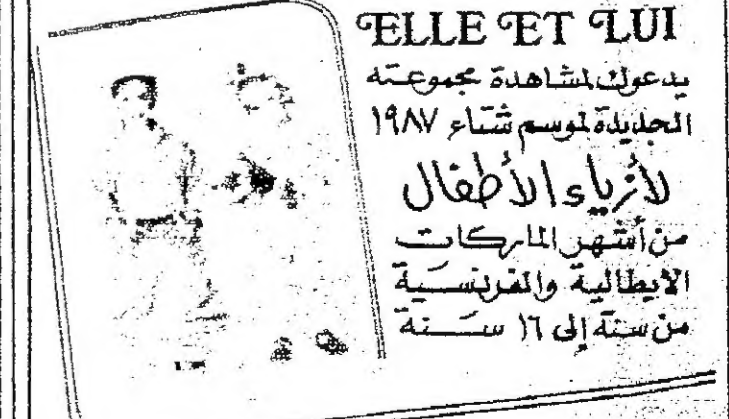 ELLE ET LUI
يدعوك لمشاهدة مجموعته
الجديدة لموسم شتاء ١٩٨٧
لأزياء الأطفال
من أشهر الماركات
الايطالية والفرنسية
من سنة إلى ١٦ سنة